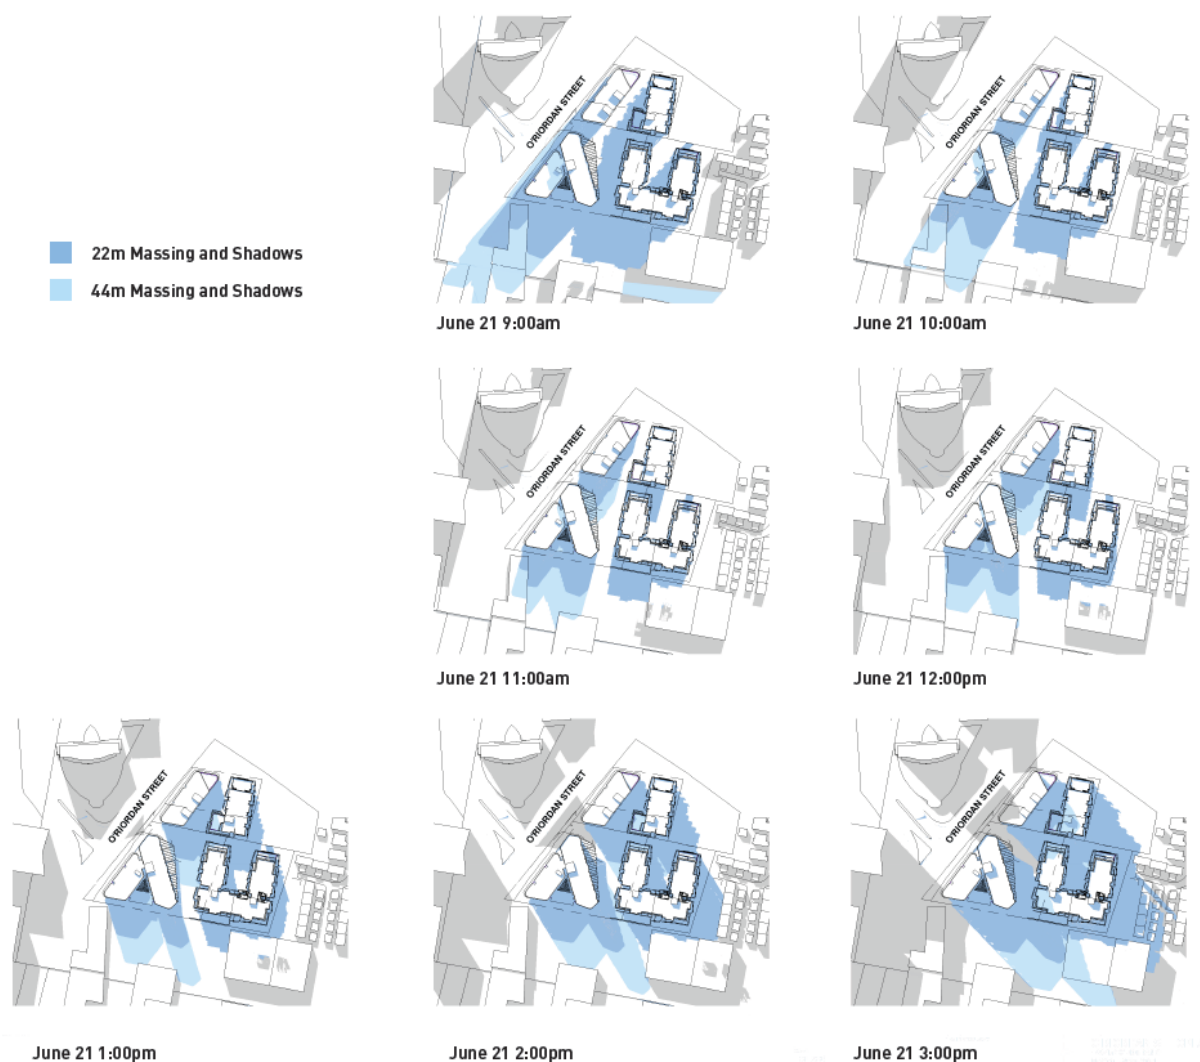 O'RIORDAN STREET
O'RIORDAN STREET
22m Massing and Shadows
44m Massing and Shadows
June 21 9:00am
June 21 10:00am
O'RIORDAN STREET
O'RIORDAN STREET
June 21 11:00am
June 21 12:00pm
O'RIORDAN STREET
O'RIORDAN STREET
O'RIORDAN STREET
June 21 1:00pm
June 21 2:00pm
June 21 3:00pm